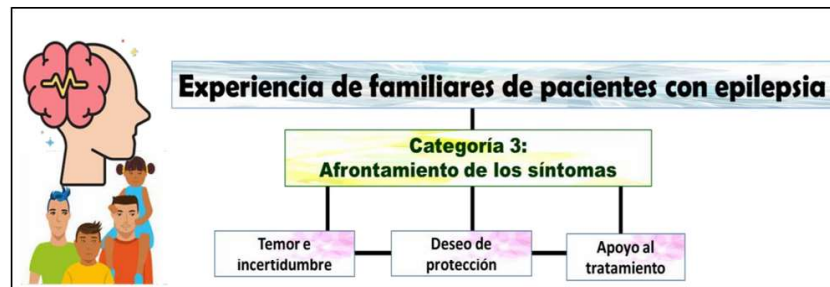 Experiencia de familiares de pacientes con epilepsia
Categoría 3:
Afrontamiento de los síntomas
Temor e
incertidumbre
Deseo de
protección
Apoyo al
tratamiento